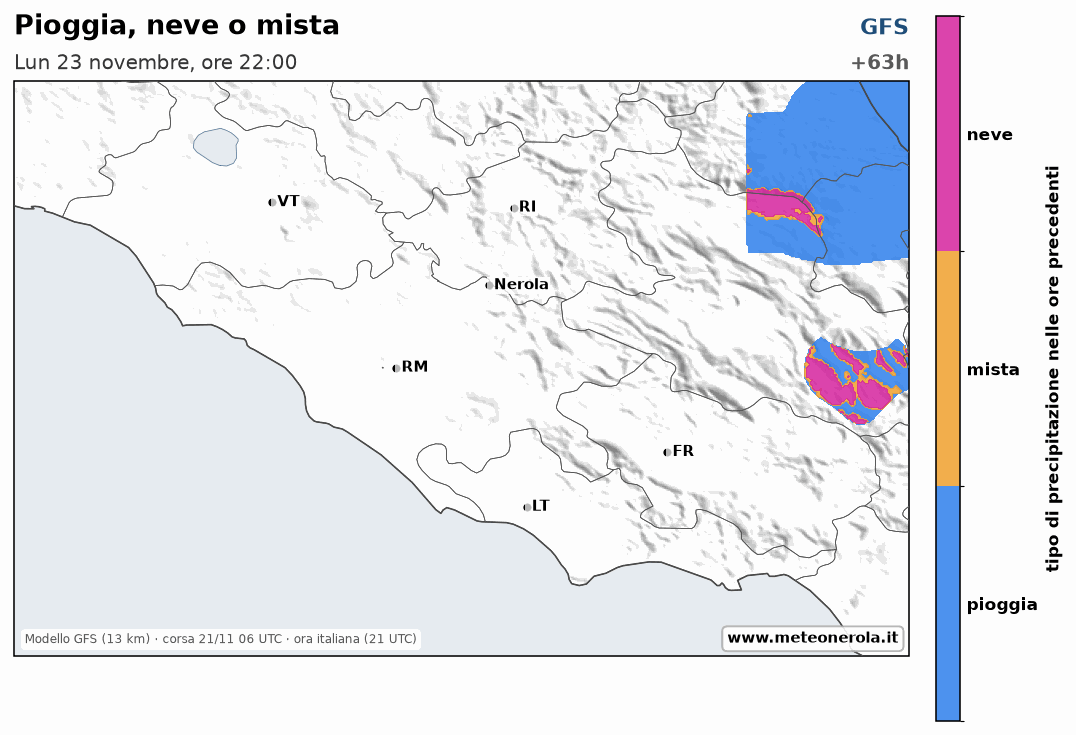 Pioggia, neve o mista
GFS
Lun 23 novembre, ore 22:00
+63h
neve
VT
RI
Nerola
mista
RM
FR
LT
pioggia
tipo di precipitazione nelle ore precedenti
Modello GFS (13 km) · corsa 21/11 06 UTC · ora italiana (21 UTC)
www.meteonerola.it